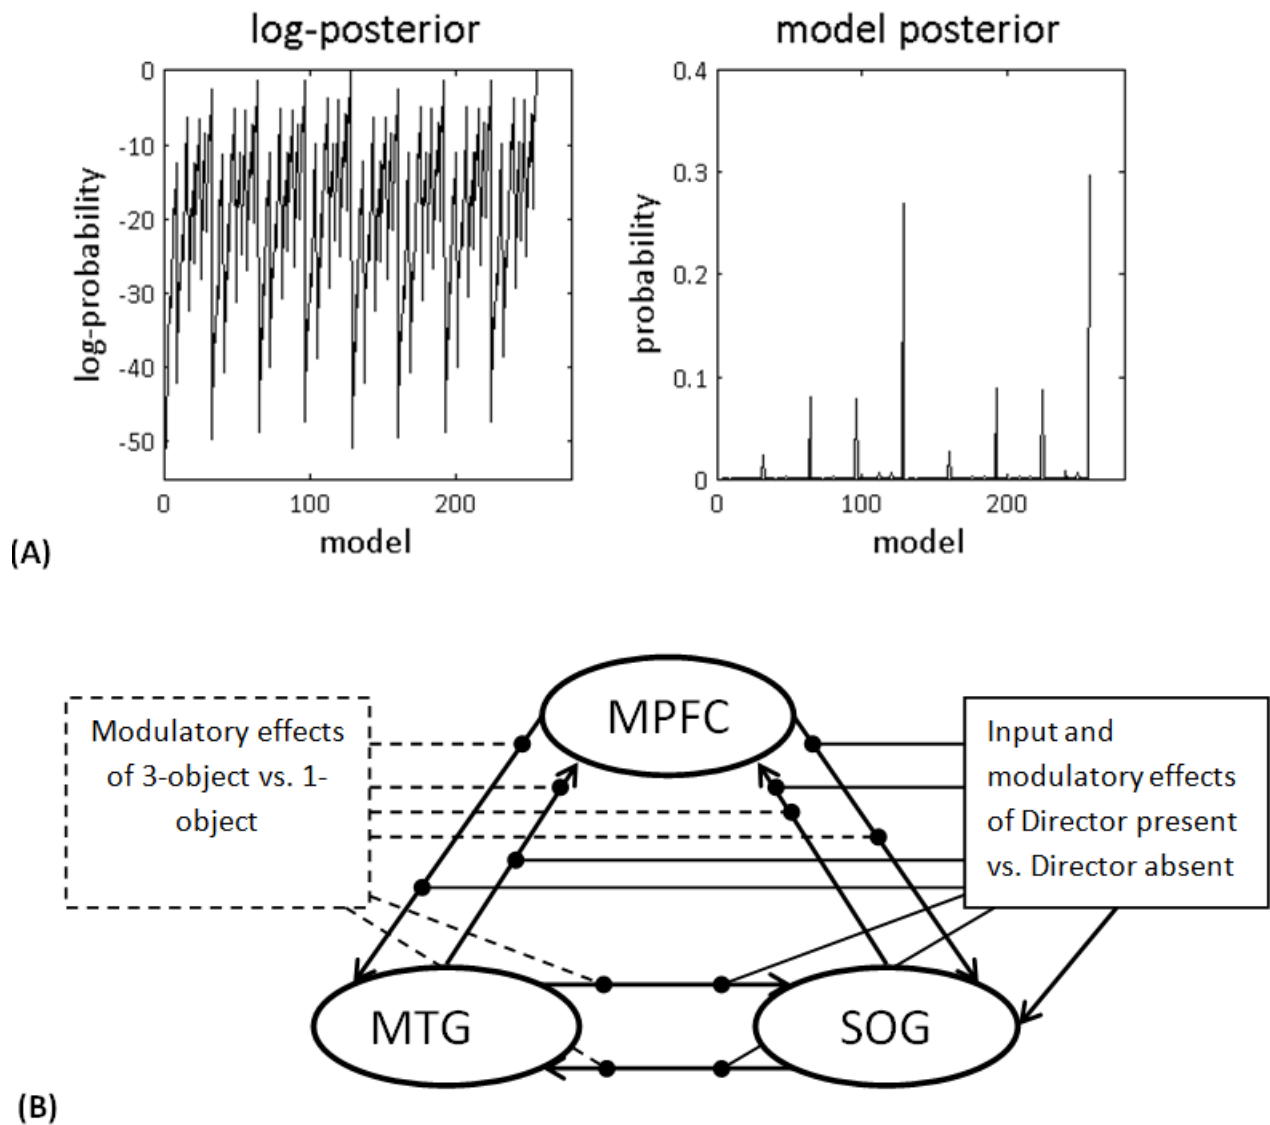 log-posterior
0
-10
-20
-30
-40
-50
log-probability
0
100
200
model
model posterior
0.4
0.3
0.2
0.1
0
probability
0
100
200
model
(A)
MPFC
Modulatory effects
of 3-object vs. 1-
object
Input and
modulatory effects
of Director present
vs. Director absent
MTG
SOG
(B)